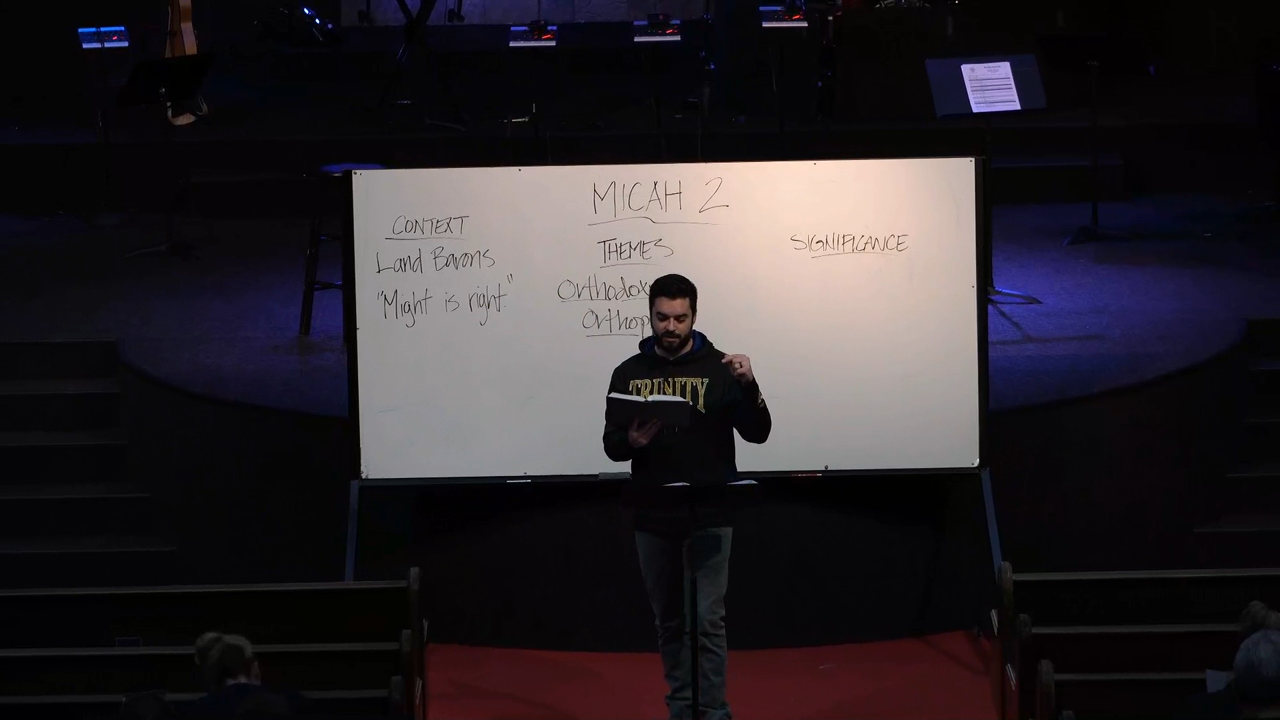 MICAH 2
CONTEXT
Land Barons
"Might is right."
THEMES
SIGNIFICANCE
TRINITY